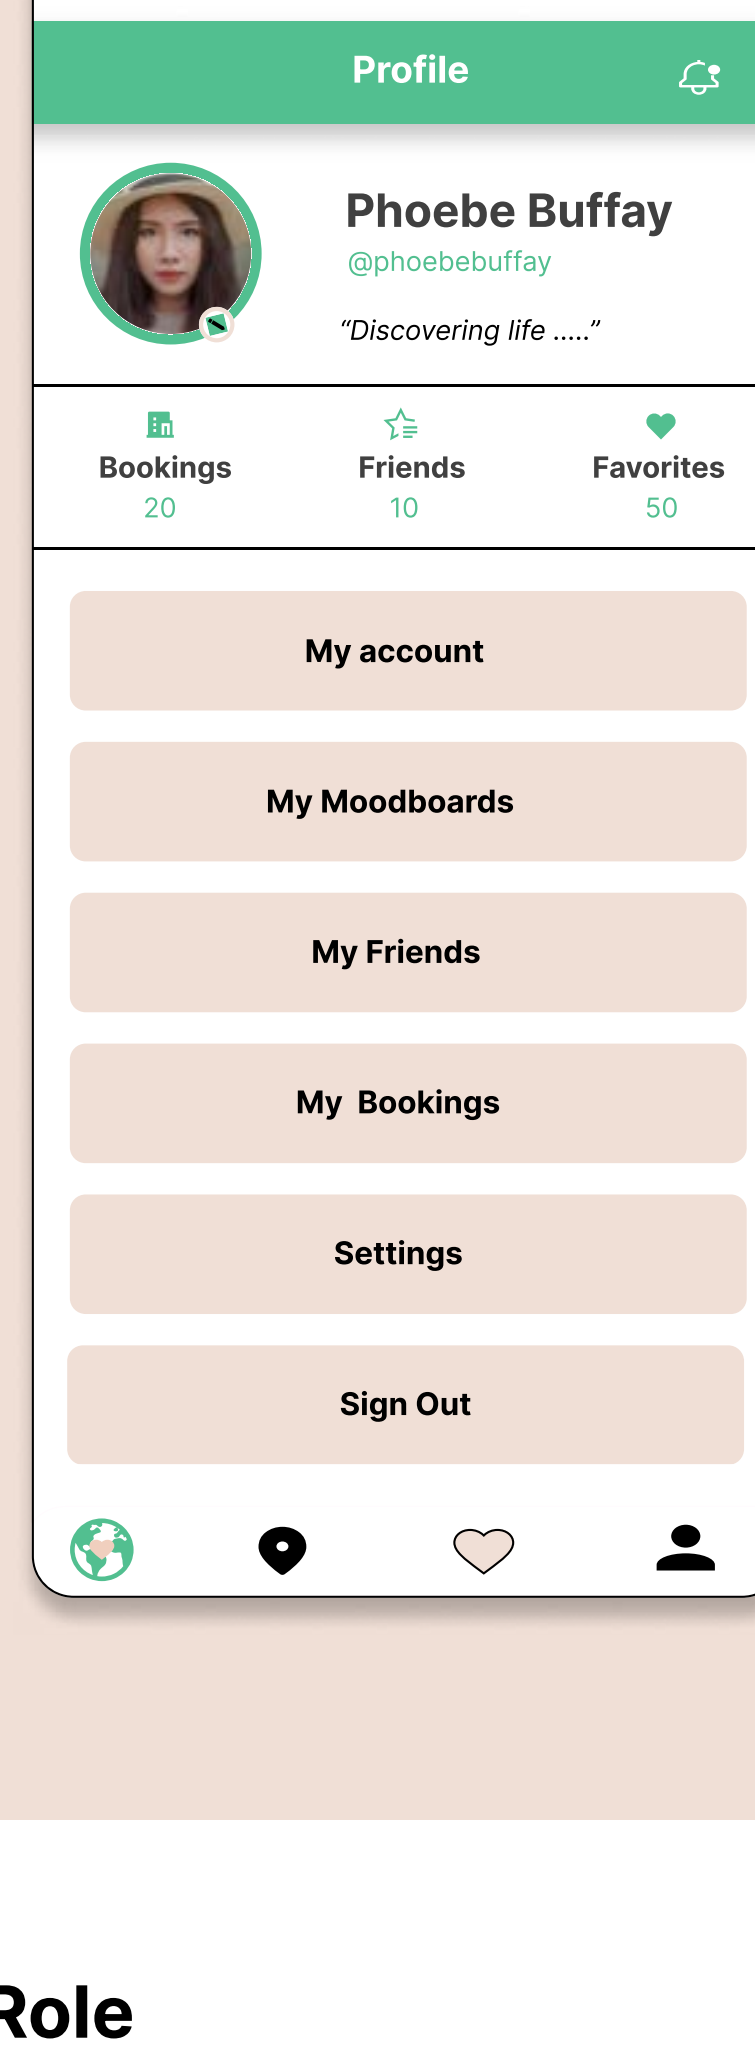 Profile
Phoebe Buffay
@phoebebuffay
“Discovering life .....”
Bookings Friends Favorites
20 10 50
My account
My Moodboards
My Friends
My  Bookings
Settings
Sign Out
Role